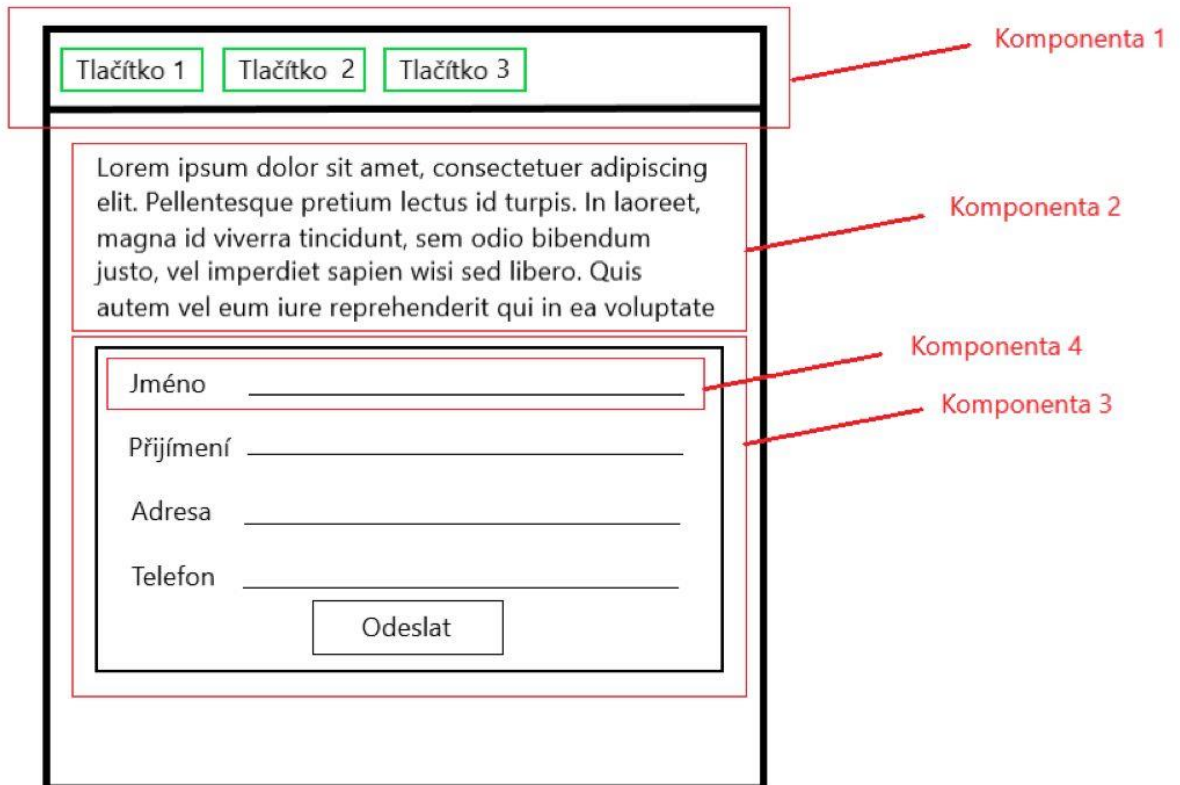 Komponenta 1
Tlačítko 1
Tlačítko 2
Tlačítko 3
Lorem ipsum dolor sit amet, consectetuer adipiscing
elit. Pellentesque pretium lectus id turpis. In laoreet,
magna id viverra tincidunt, sem odio bibendum
justo, vel imperdiet sapien wisi sed libero. Quis
autem vel eum iure reprehenderit qui in ea voluptate
Komponenta 2
Komponenta 4
Jméno
Komponenta 3
Přijímení
Adresa
Telefon
Odeslat